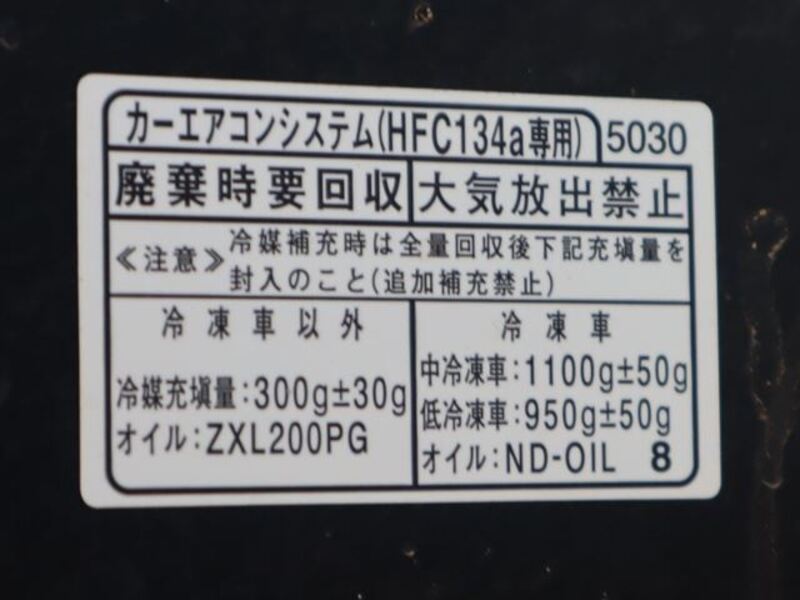 カーエアコンシステム(HFC134a専用) 5030
廃棄時要回収 大気放出禁止
≪注意≫ 冷媒補充時は全量回収後下記充塡量を
封入のこと(追加補充禁止)
冷凍車以外
冷媒充塡量:300g±30g
オイル:ZXL200PG
冷凍車
中冷凍車:1100g±50g
低冷凍車:950g±50g
オイル:ND-OIL 8